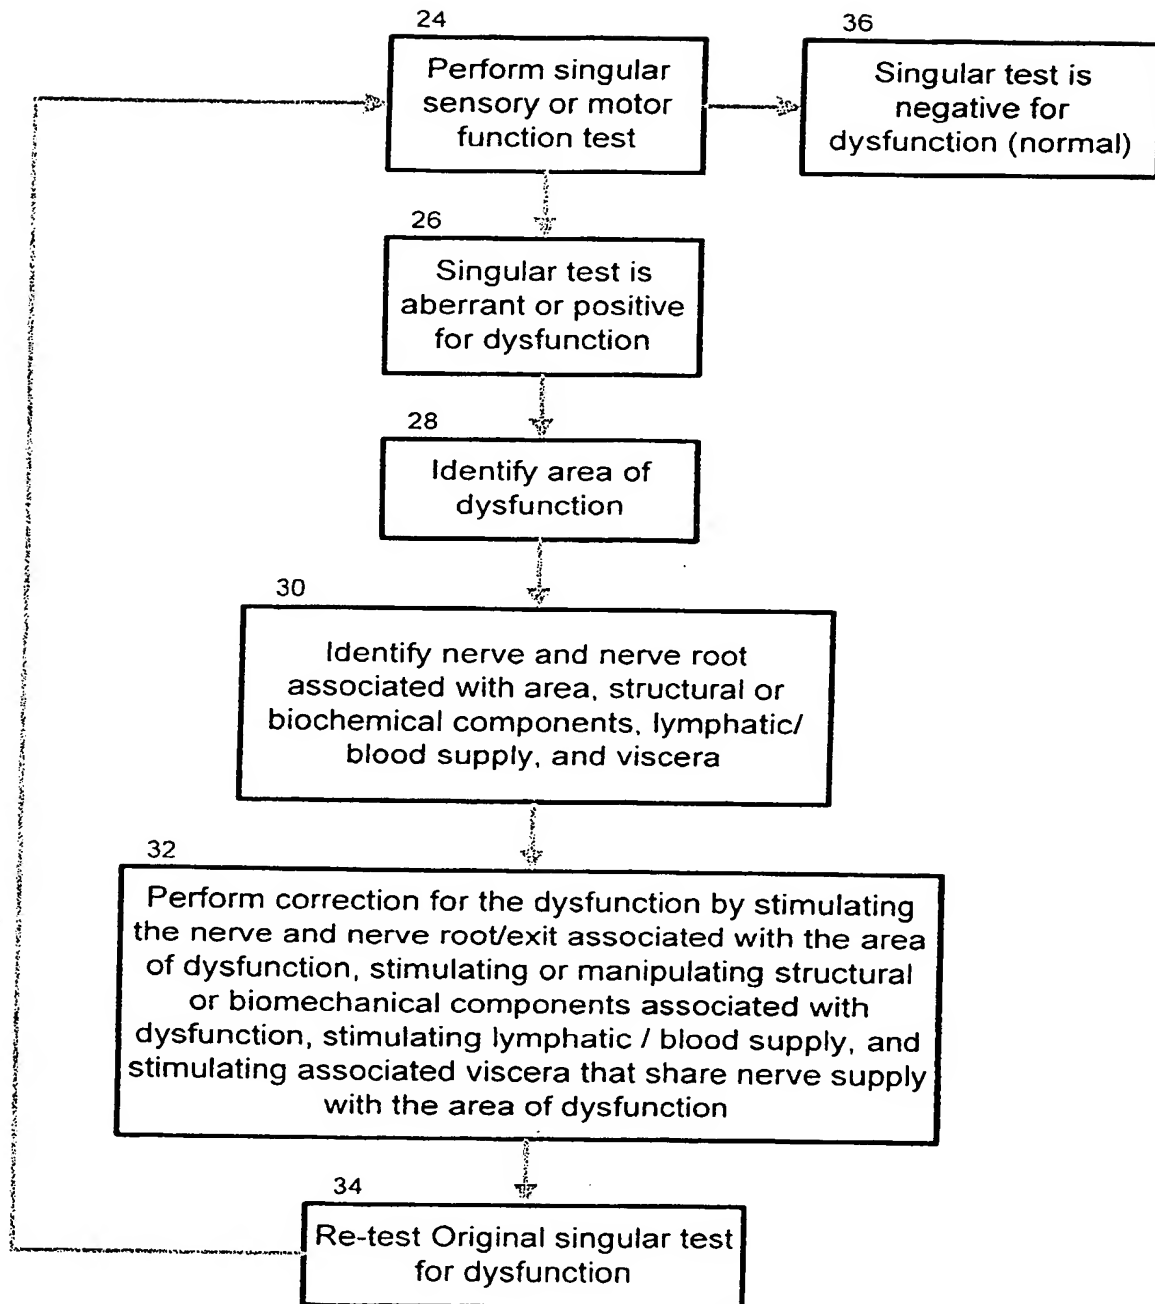 24
Perform singular
sensory or motor
function test
36
Singular test is
negative for
dysfunction (normal)
26
Singular test is
aberrant or positive
for dysfunction
28
Identify area of
dysfunction
30
Identify nerve and nerve root
associated with area, structural or
biochemical components, lymphatic/
blood supply, and viscera
32
Perform correction for the dysfunction by stimulating
the nerve and nerve root/exit associated with the area
of dysfunction, stimulating or manipulating structural
or biomechanical components associated with
dysfunction, stimulating lymphatic / blood supply, and
stimulating associated viscera that share nerve supply
with the area of dysfunction
34
Re-test Original singular test
for dysfunction